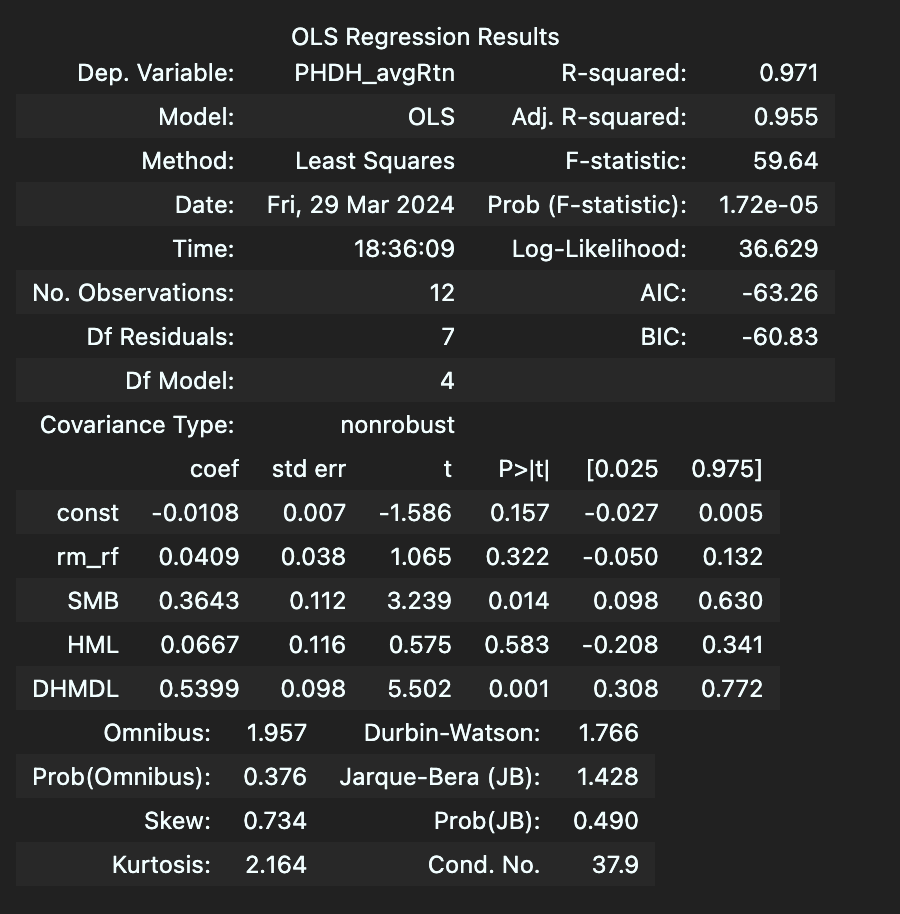 OLS Regression Results
Dep. Variable: PHDH_avgRtn R-squared: 0.971
Model: OLS Adj. R-squared: 0.955
Method: Least Squares F-statistic: 59.64
Date: Fri, 29 Mar 2024 Prob (F-statistic): 1.72e-05
Time: 18:36:09 Log-Likelihood: 36.629
No. Observations: 12 AIC: -63.26
Df Residuals: 7 BIC: -60.83
Df Model: 4
Covariance Type: nonrobust
coef std err t P>|t| [0.025 0.975]
const -0.0108 0.007 -1.586 0.157 -0.027 0.005
rm_rf 0.0409 0.038 1.065 0.322 -0.050 0.132
SMB 0.3643 0.112 3.239 0.014 0.098 0.630
HML 0.0667 0.116 0.575 0.583 -0.208 0.341
DHMDL 0.5399 0.098 5.502 0.001 0.308 0.772
Omnibus: 1.957 Durbin-Watson: 1.766
Prob(Omnibus): 0.376 Jarque-Bera (JB): 1.428
Skew: 0.734 Prob(JB): 0.490
Kurtosis: 2.164 Cond. No. 37.9